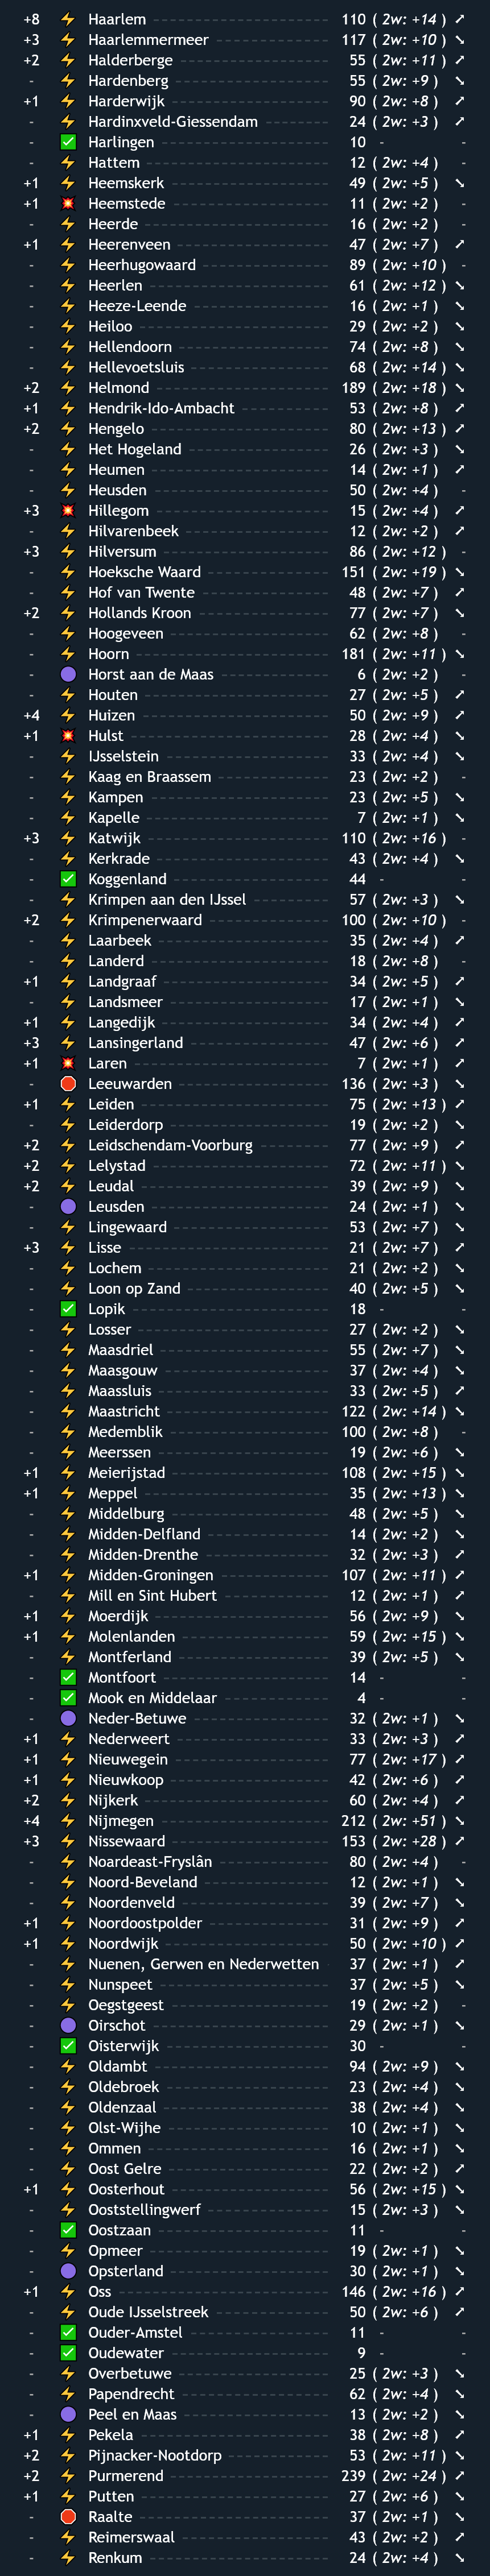 +8 ⚡ Haarlem 110 ( 2w: +14 ) ➚
+3 ⚡ Haarlemmermeer 117 ( 2w: +10 ) ➘
+2 ⚡ Halderberge 55 ( 2w: +11 ) ➚
- ⚡ Hardenberg 55 ( 2w: +9 ) ➘
+1 ⚡ Harderwijk 90 ( 2w: +8 ) ➚
- ⚡ Hardinxveld-Giessendam 24 ( 2w: +3 ) ➚
- ✅ Harlingen 10 - -
- ⚡ Hattem 12 ( 2w: +4 ) -
+1 ⚡ Heemskerk 49 ( 2w: +5 ) ➘
+1 💥 Heemstede 11 ( 2w: +2 ) -
- ⚡ Heerde 16 ( 2w: +2 ) -
+1 ⚡ Heerenveen 47 ( 2w: +7 ) ➚
- ⚡ Heerhugowaard 89 ( 2w: +10 ) -
- ⚡ Heerlen 61 ( 2w: +12 ) ➘
- ⚡ Heeze-Leende 16 ( 2w: +1 ) ➘
- ⚡ Heiloo 29 ( 2w: +2 ) ➘
- ⚡ Hellendoorn 74 ( 2w: +8 ) ➘
- ⚡ Hellevoetsluis 68 ( 2w: +14 ) ➘
+2 ⚡ Helmond 189 ( 2w: +18 ) ➘
+1 ⚡ Hendrik-Ido-Ambacht 53 ( 2w: +8 ) ➚
+2 ⚡ Hengelo 80 ( 2w: +13 ) ➚
- ⚡ Het Hogeland 26 ( 2w: +3 ) ➘
- ⚡ Heumen 14 ( 2w: +1 ) ➚
- ⚡ Heusden 50 ( 2w: +4 ) -
+3 💥 Hillegom 15 ( 2w: +4 ) ➚
- ⚡ Hilvarenbeek 12 ( 2w: +2 ) ➚
+3 ⚡ Hilversum 86 ( 2w: +12 ) -
- ⚡ Hoeksche Waard 151 ( 2w: +19 ) ➘
- ⚡ Hof van Twente 48 ( 2w: +7 ) ➚
+2 ⚡ Hollands Kroon 77 ( 2w: +7 ) ➘
- ⚡ Hoogeveen 62 ( 2w: +8 ) -
- ⚡ Hoorn 181 ( 2w: +11 ) ➘
- 🟣 Horst aan de Maas 6 ( 2w: +2 ) -
- ⚡ Houten 27 ( 2w: +5 ) ➚
+4 ⚡ Huizen 50 ( 2w: +9 ) ➚
+1 💥 Hulst 28 ( 2w: +4 ) ➘
- ⚡ IJsselstein 33 ( 2w: +4 ) ➘
- ⚡ Kaag en Braassem 23 ( 2w: +2 ) -
- ⚡ Kampen 23 ( 2w: +5 ) ➘
- ⚡ Kapelle 7 ( 2w: +1 ) ➘
+3 ⚡ Katwijk 110 ( 2w: +16 ) -
- ⚡ Kerkrade 43 ( 2w: +4 ) ➘
- ✅ Koggenland 44 - -
- ⚡ Krimpen aan den IJssel 57 ( 2w: +3 ) ➘
+2 ⚡ Krimpenerwaard 100 ( 2w: +10 ) -
- ⚡ Laarbeek 35 ( 2w: +4 ) ➚
- ⚡ Landerd 18 ( 2w: +8 ) -
+1 ⚡ Landgraaf 34 ( 2w: +5 ) ➚
- ⚡ Landsmeer 17 ( 2w: +1 ) ➘
+1 ⚡ Langedijk 34 ( 2w: +4 ) ➚
+3 ⚡ Lansingerland 47 ( 2w: +6 ) ➚
+1 💥 Laren 7 ( 2w: +1 ) ➚
- 🛑 Leeuwarden 136 ( 2w: +3 ) ➘
+1 ⚡ Leiden 75 ( 2w: +13 ) ➚
- ⚡ Leiderdorp 19 ( 2w: +2 ) ➘
+2 ⚡ Leidschendam-Voorburg 77 ( 2w: +9 ) ➚
+2 ⚡ Lelystad 72 ( 2w: +11 ) ➘
+2 ⚡ Leudal 39 ( 2w: +9 ) ➘
- 🟣 Leusden 24 ( 2w: +1 ) ➘
- ⚡ Lingewaard 53 ( 2w: +7 ) ➘
+3 ⚡ Lisse 21 ( 2w: +7 ) ➚
- ⚡ Lochem 21 ( 2w: +2 ) ➘
- ⚡ Loon op Zand 40 ( 2w: +5 ) ➘
- ✅ Lopik 18 - -
- ⚡ Losser 27 ( 2w: +2 ) ➘
- ⚡ Maasdriel 55 ( 2w: +7 ) ➘
- ⚡ Maasgouw 37 ( 2w: +4 ) ➘
- ⚡ Maassluis 33 ( 2w: +5 ) ➚
- ⚡ Maastricht 122 ( 2w: +14 ) ➘
- ⚡ Medemblik 100 ( 2w: +8 ) -
- ⚡ Meerssen 19 ( 2w: +6 ) ➘
+1 ⚡ Meierijstad 108 ( 2w: +15 ) ➘
+1 ⚡ Meppel 35 ( 2w: +13 ) ➘
- ⚡ Middelburg 48 ( 2w: +5 ) ➘
- ⚡ Midden-Delfland 14 ( 2w: +2 ) ➘
- ⚡ Midden-Drenthe 32 ( 2w: +3 ) ➚
+1 ⚡ Midden-Groningen 107 ( 2w: +11 ) ➚
- ⚡ Mill en Sint Hubert 12 ( 2w: +1 ) ➚
+1 ⚡ Moerdijk 56 ( 2w: +9 ) ➘
+1 ⚡ Molenlanden 59 ( 2w: +15 ) ➘
- ⚡ Montferland 39 ( 2w: +5 ) ➘
- ✅ Montfoort 14 - -
- ✅ Mook en Middelaar 4 - -
- 🟣 Neder-Betuwe 32 ( 2w: +1 ) ➘
+1 ⚡ Nederweert 33 ( 2w: +3 ) ➚
+1 ⚡ Nieuwegein 77 ( 2w: +17 ) ➚
+1 ⚡ Nieuwkoop 42 ( 2w: +6 ) ➚
+2 ⚡ Nijkerk 60 ( 2w: +4 ) ➚
+4 ⚡ Nijmegen 212 ( 2w: +51 ) ➘
+3 ⚡ Nissewaard 153 ( 2w: +28 ) ➚
- ⚡ Noardeast-Fryslân 80 ( 2w: +4 ) -
- ⚡ Noord-Beveland 12 ( 2w: +1 ) ➘
- ⚡ Noordenveld 39 ( 2w: +7 ) ➘
+1 ⚡ Noordoostpolder 31 ( 2w: +9 ) ➚
+1 ⚡ Noordwijk 50 ( 2w: +10 ) ➚
- ⚡ Nuenen, Gerwen en Nederwetten 37 ( 2w: +1 ) ➚
- ⚡ Nunspeet 37 ( 2w: +5 ) ➘
- ⚡ Oegstgeest 19 ( 2w: +2 ) -
- 🟣 Oirschot 29 ( 2w: +1 ) ➘
- ✅ Oisterwijk 30 - -
- ⚡ Oldambt 94 ( 2w: +9 ) ➘
- ⚡ Oldebroek 23 ( 2w: +4 ) ➘
- ⚡ Oldenzaal 38 ( 2w: +4 ) ➘
- ⚡ Olst-Wijhe 10 ( 2w: +1 ) ➘
- ⚡ Ommen 16 ( 2w: +1 ) ➘
- ⚡ Oost Gelre 22 ( 2w: +2 ) ➚
+1 ⚡ Oosterhout 56 ( 2w: +15 ) ➘
- ⚡ Ooststellingwerf 15 ( 2w: +3 ) ➘
- ✅ Oostzaan 11 - -
- ⚡ Opmeer 19 ( 2w: +1 ) ➘
- 🟣 Opsterland 30 ( 2w: +1 ) ➘
+1 ⚡ Oss 146 ( 2w: +16 ) ➚
- ⚡ Oude IJsselstreek 50 ( 2w: +6 ) ➚
- ✅ Ouder-Amstel 11 - -
- ✅ Oudewater 9 - -
- ⚡ Overbetuwe 25 ( 2w: +3 ) ➘
- ⚡ Papendrecht 62 ( 2w: +4 ) ➘
- 🟣 Peel en Maas 13 ( 2w: +2 ) ➘
+1 ⚡ Pekela 38 ( 2w: +8 ) ➚
+2 ⚡ Pijnacker-Nootdorp 53 ( 2w: +11 ) ➘
+2 ⚡ Purmerend 239 ( 2w: +24 ) ➚
+1 ⚡ Putten 27 ( 2w: +6 ) ➘
- 🛑 Raalte 37 ( 2w: +1 ) ➘
- ⚡ Reimerswaal 43 ( 2w: +2 ) ➚
- ⚡ Renkum 24 ( 2w: +4 ) ➘